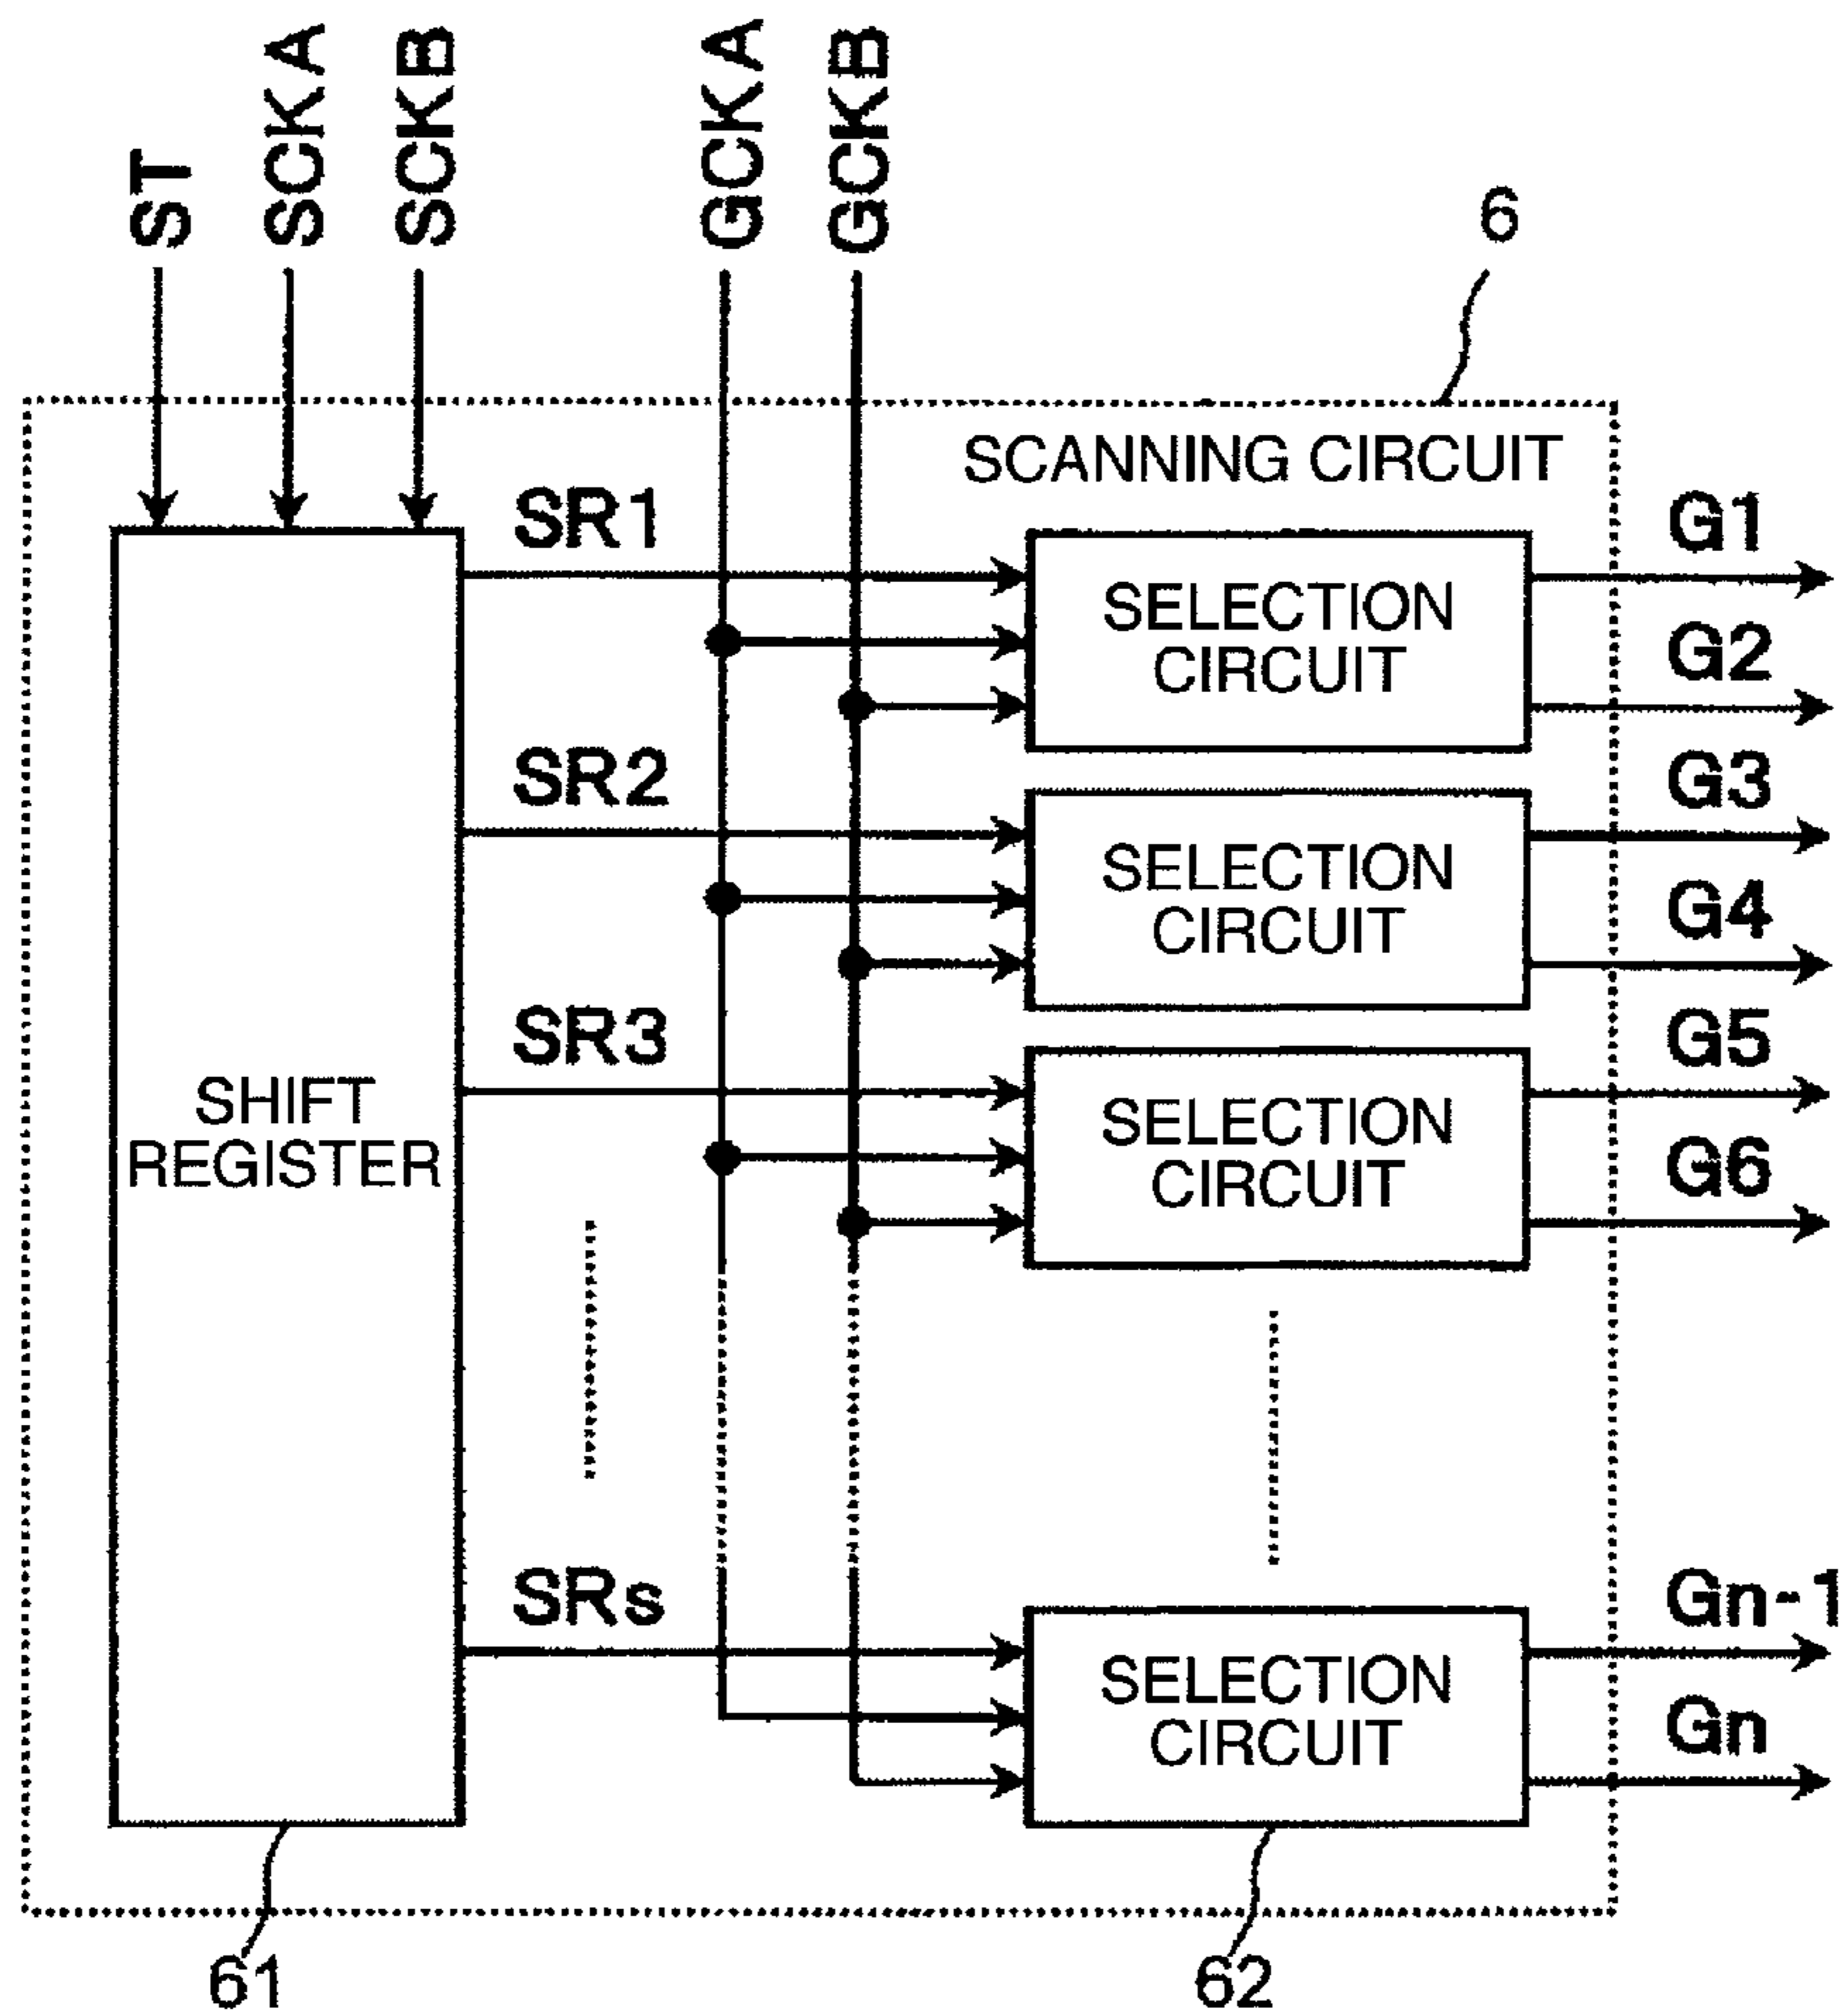 ST
SCKA
SCKB
GCKA
GCKB
6
SCANNING CIRCUIT
SR1
SELECTION
CIRCUIT
G1
G2
SR2
SELECTION
CIRCUIT
G3
G4
SR3
SELECTION
CIRCUIT
G5
G6
SHIFT
REGISTER
SRs
SELECTION
CIRCUIT
Gn-1
Gn
61
62